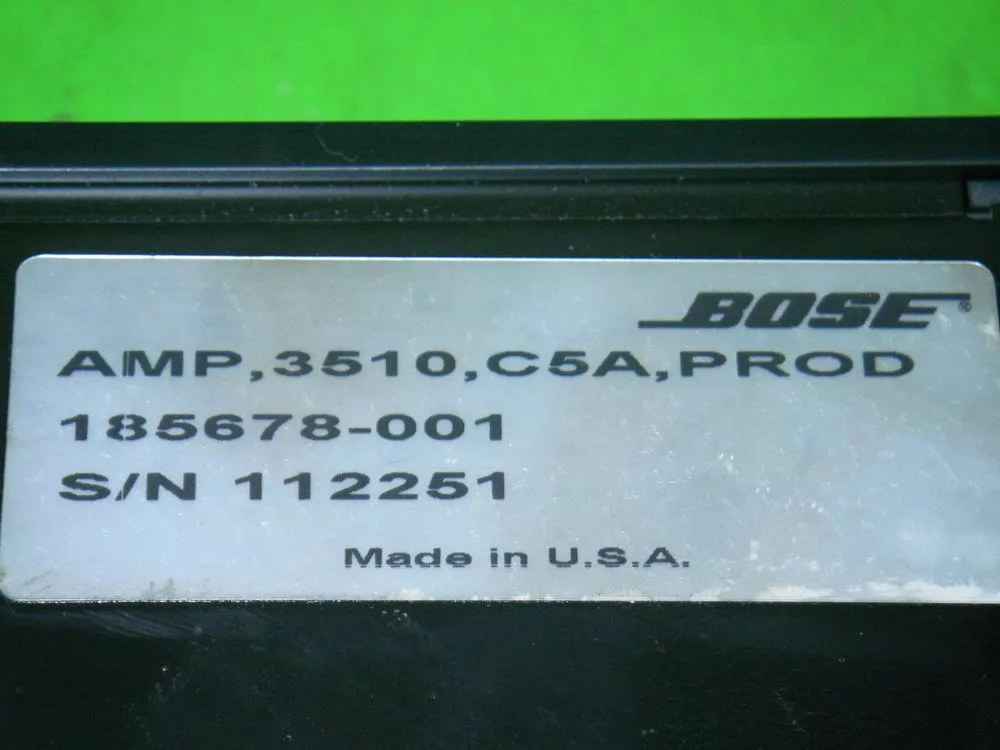 BOSE®
AMP,3510,C5A,PROD
185678-001
S/N 112251
Made in U.S.A.